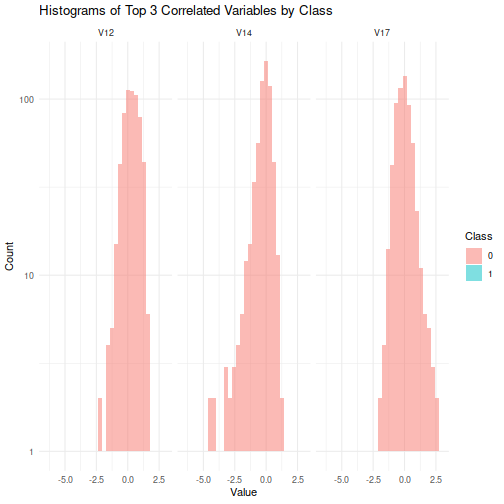 Histograms of Top 3 Correlated Variables by Class
V12 V14 V17
100
10
1
Count
-5.0 -2.5 0.0 2.5 -5.0 -2.5 0.0 2.5 -5.0 -2.5 0.0 2.5
Value
Class
0
1